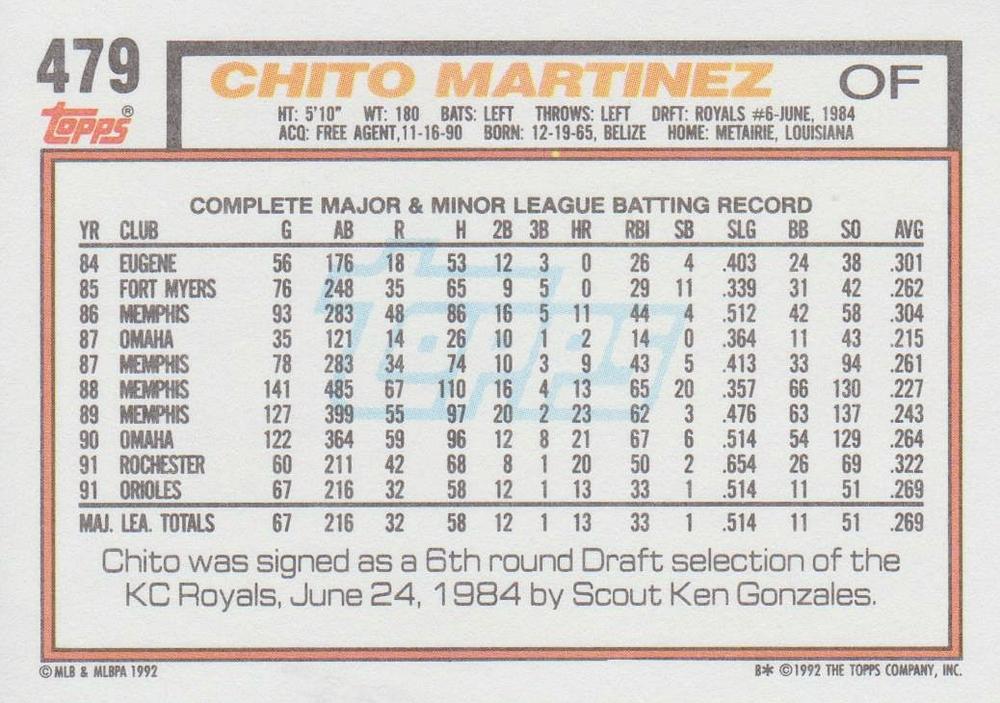 479
CHITO MARTINEZ OF
Topps®
HT: 5'10" WT: 180 BATS: LEFT THROWS: LEFT DRFT: ROYALS #6-JUNE, 1984
ACQ: FREE AGENT,11-16-90 BORN: 12-19-65, BELIZE HOME: METAIRIE, LOUISIANA
COMPLETE MAJOR & MINOR LEAGUE BATTING RECORD
YR CLUB G AB R H 2B 3B HR RBI SB SLG BB SO AVG
84 EUGENE 56 176 18 53 12 3 0 26 4 .403 24 38 .301
85 FORT MYERS 76 248 35 65 9 5 0 29 11 .339 31 42 .262
86 MEMPHIS 93 283 48 86 16 5 11 44 4 .512 42 58 .304
87 OMAHA 35 121 14 26 10 1 2 14 0 .364 11 43 .215
87 MEMPHIS 78 283 34 74 10 3 9 43 5 .413 33 94 .261
88 MEMPHIS 141 485 67 110 16 4 13 65 20 .357 66 130 .227
89 MEMPHIS 127 399 55 97 20 2 23 62 3 .476 63 137 .243
90 OMAHA 122 364 59 96 12 8 21 67 6 .514 54 129 .264
91 ROCHESTER 60 211 42 68 8 1 20 50 2 .654 26 69 .322
91 ORIOLES 67 216 32 58 12 1 13 33 1 .514 11 51 .269
MAJ. LEA. TOTALS 67 216 32 58 12 1 13 33 1 .514 11 51 .269
Topps
Chito was signed as a 6th round Draft selection of the
KC Royals, June 24, 1984 by Scout Ken Gonzales.
© MLB & MLBPA 1992
B* © 1992 THE TOPPS COMPANY, INC.